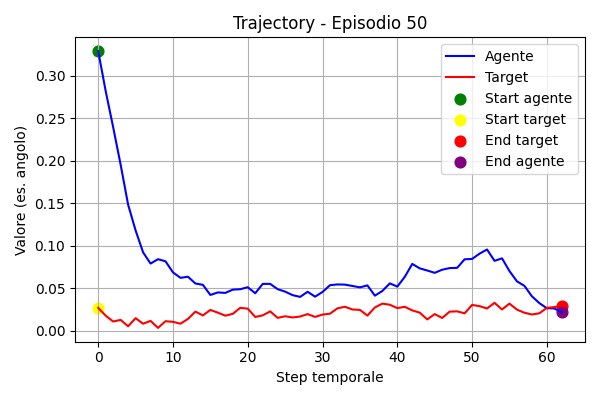 Trajectory - Episodio 50
Valore (es. angolo)
0.30
0.25
0.20
0.15
0.10
0.05
0.00
Agente
Target
Start agente
Start target
End target
End agente
0 10 20 30 40 50 60
Step temporale